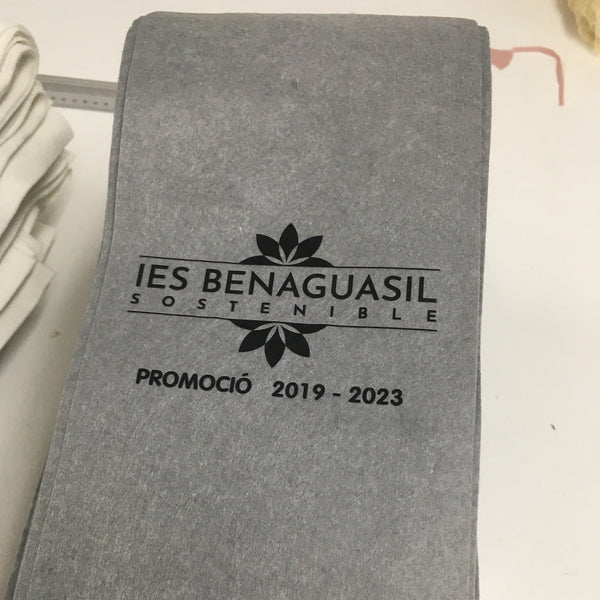 IES BENAGUASIL
SOSTENIBLE
PROMOCIÓ 2019 - 2023